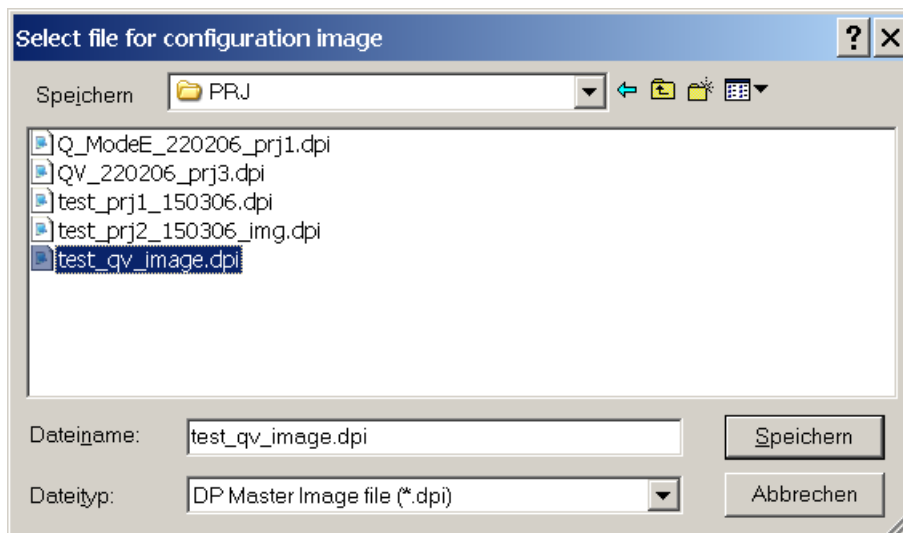 Select file for configuration image
Speichern PRJ
Q_ModeE_220206_prj1.dpi
QV_220206_prj3.dpi
test_prj1_150306.dpi
test_prj2_150306_img.dpi
test_qv_image.dpi
Dateiname: test_qv_image.dpi Speichern
Dateityp: DP Master Image file (*.dpi) Abbrechen